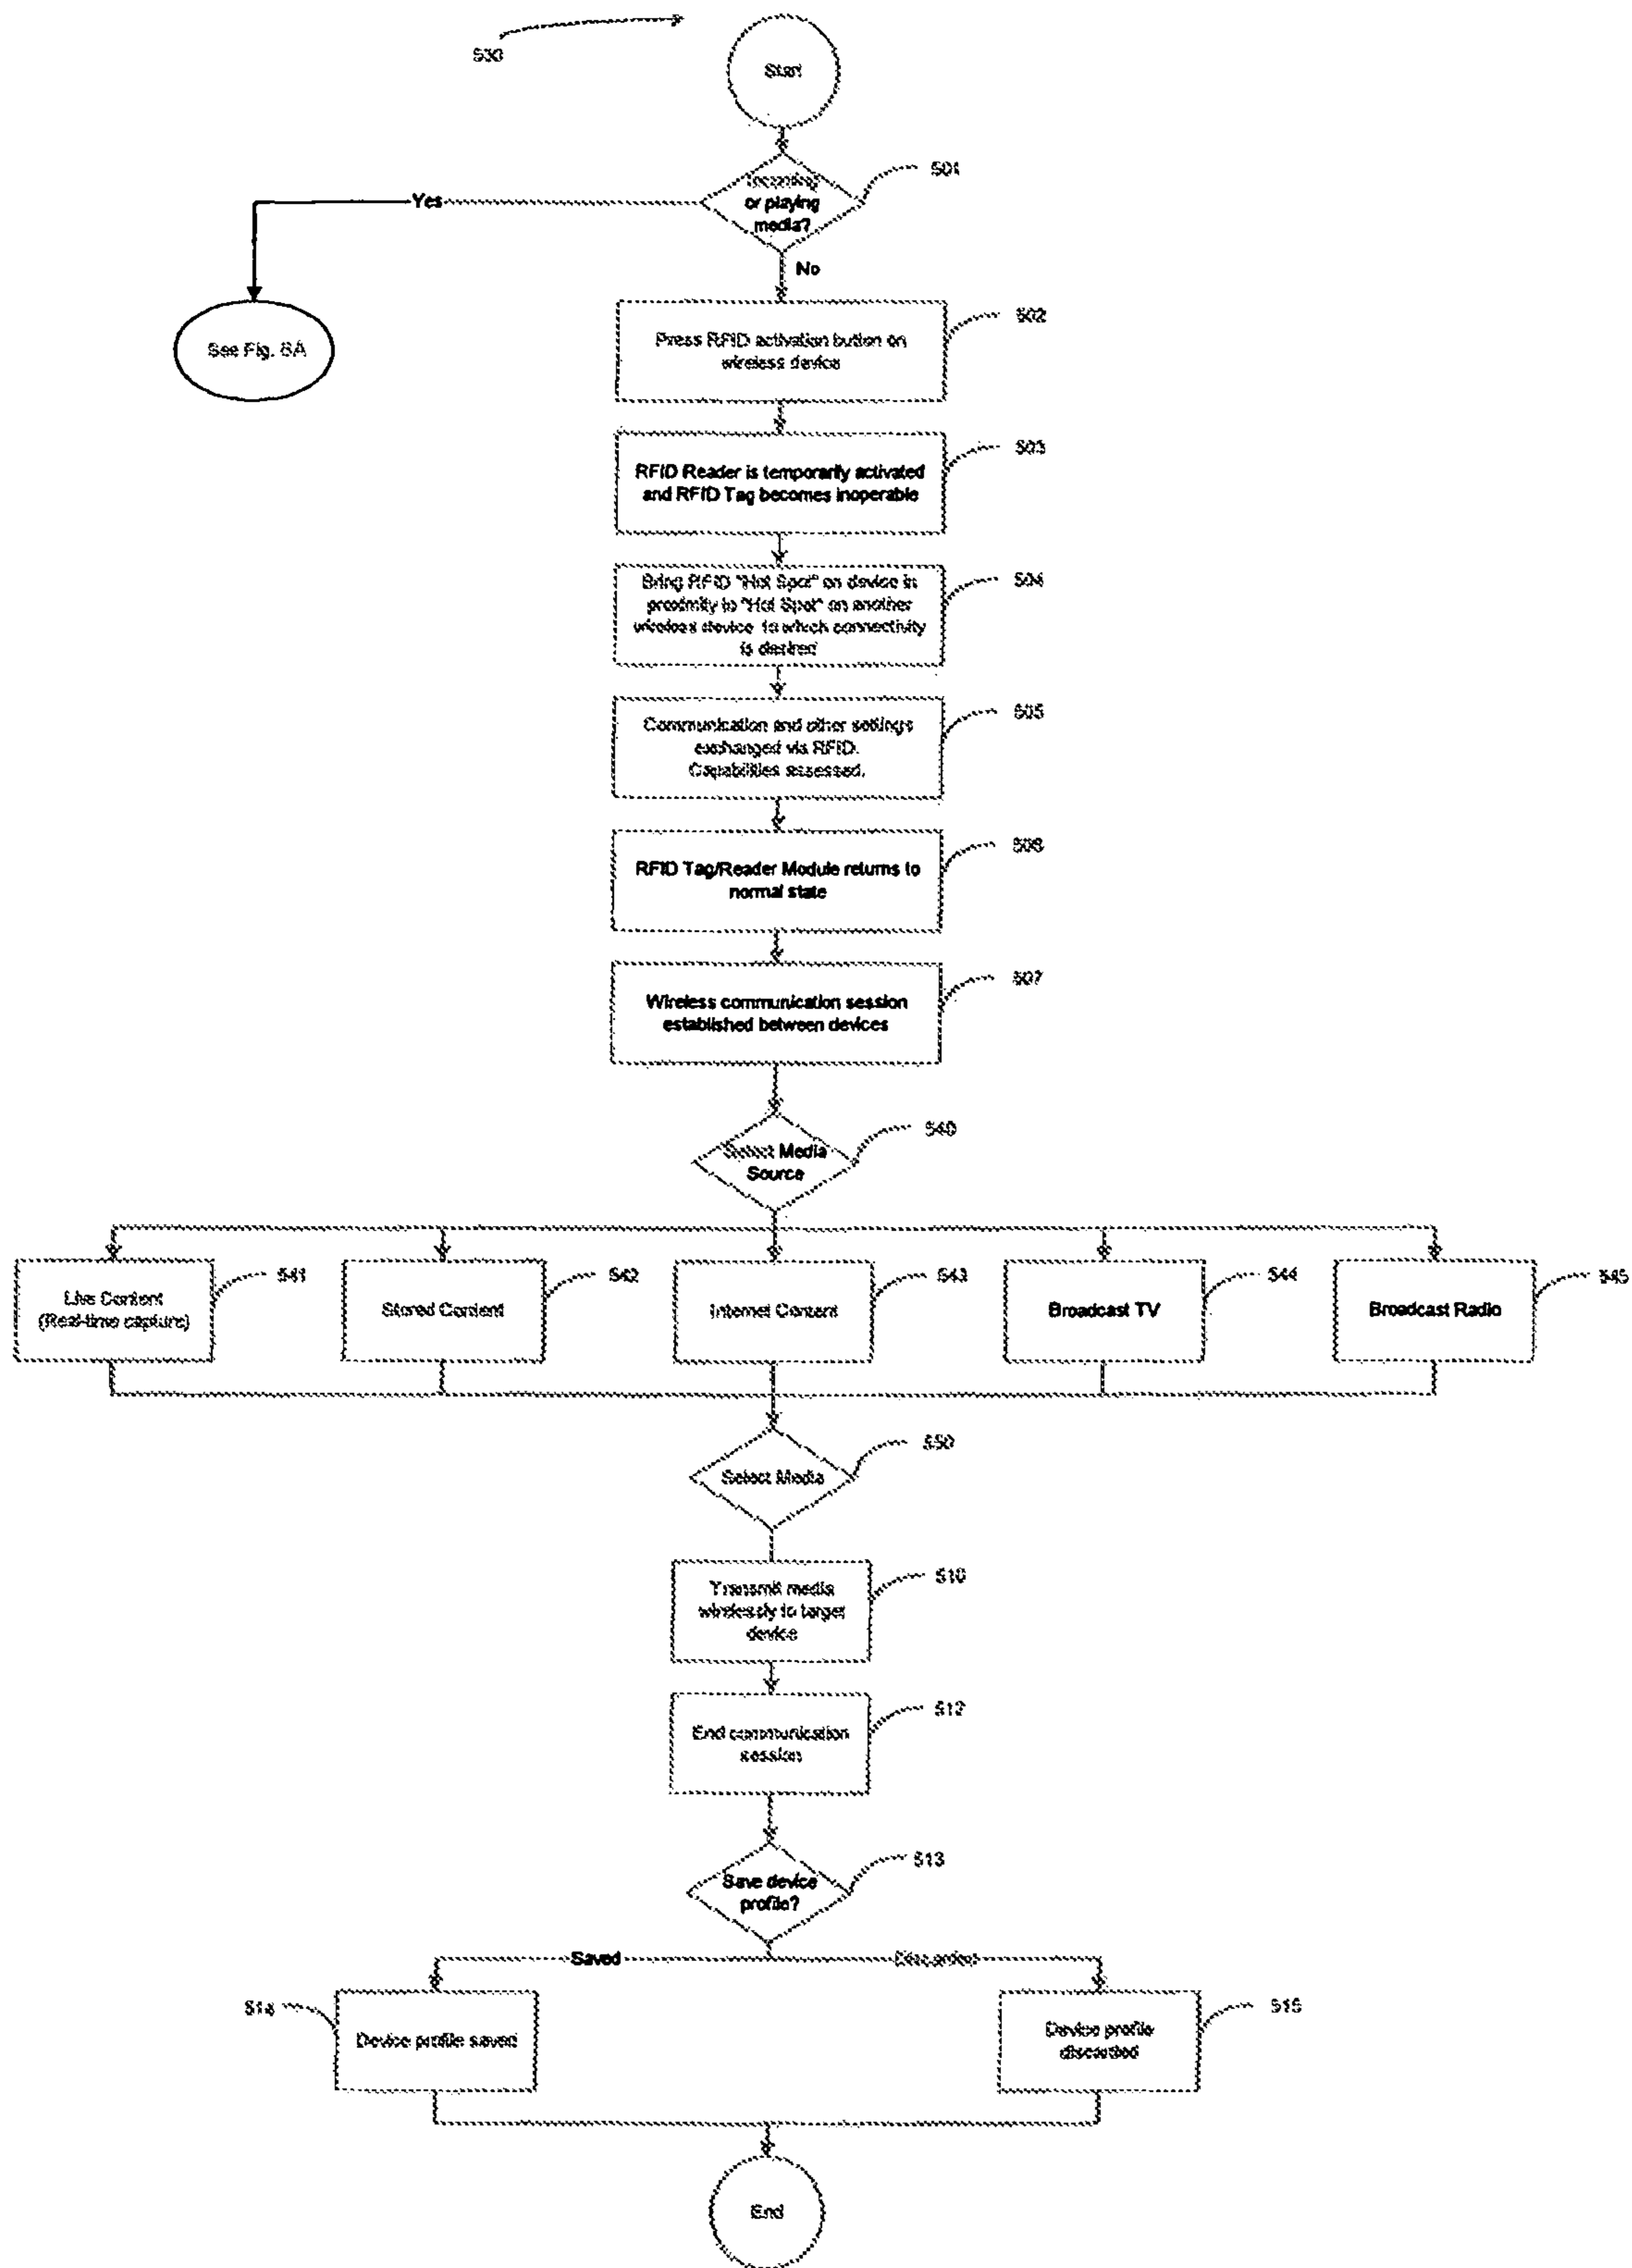 Start
501
or playing
media?
Yes
No
502
Press RFID activation button on
wireless device
503
RFID Reader is temporarily activated
and RFID Tag becomes inoperable
504
Bring RFID "Hot Spot" on device in
proximity to "Hot Spot" on another
wireless device to which connectivity
is desired
505
Communication and other settings
exchanged via RFID.
Capabilities assessed.
506
RFID Tag/Reader Module returns to
normal state
507
Wireless communication session
established between devices
540
Select Media
Source
541
Live Content
(Real-time capture)
542
Stored Content
543
Internet Content
544
Broadcast TV
545
Broadcast Radio
550
Select Media
510
Transmit media
wirelessly to target
device
512
End communication
session
513
Save device
profile?
Saved
Discarded
514
Device profile saved
515
Device profile
discarded
End
See Fig.